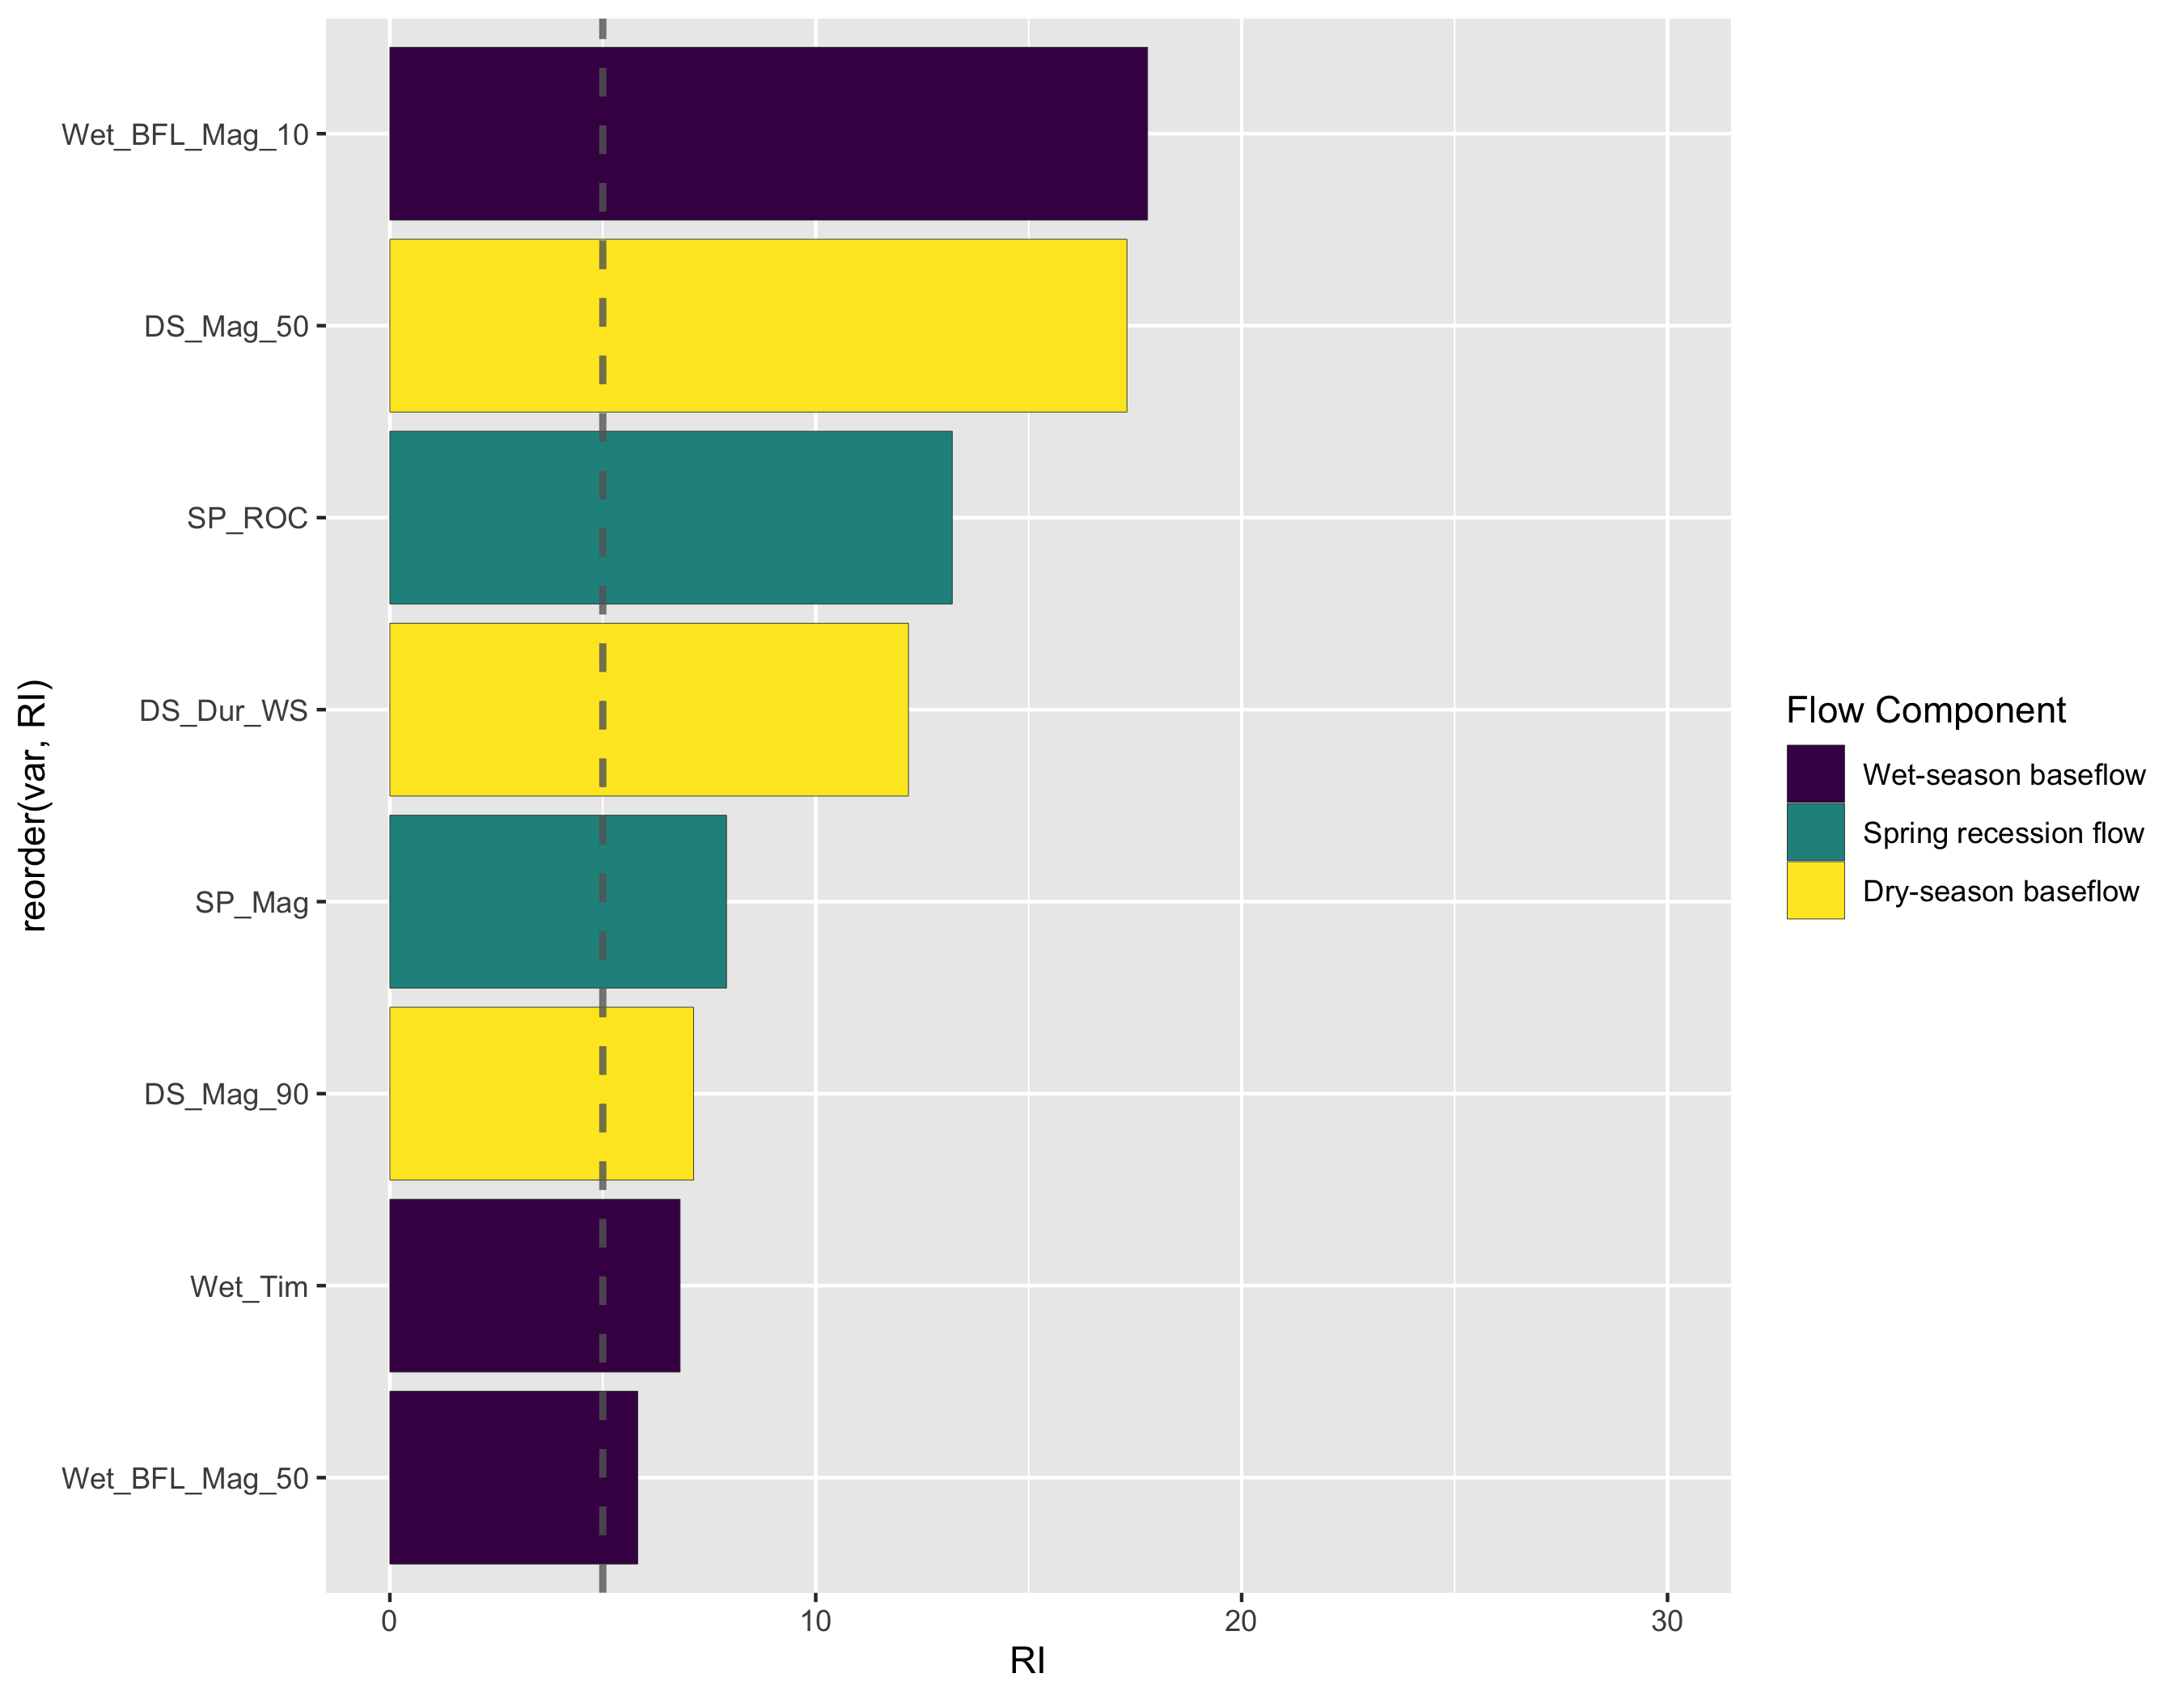 Wet_BFL_Mag_10
DS_Mag_50
SP_ROC
DS_Dur_WS
SP_Mag
DS_Mag_90
Wet_Tim
Wet_BFL_Mag_50
reorder(var, RI)
0
10
20
30
RI
Flow Component
Wet-season baseflow
Spring recession flow
Dry-season baseflow